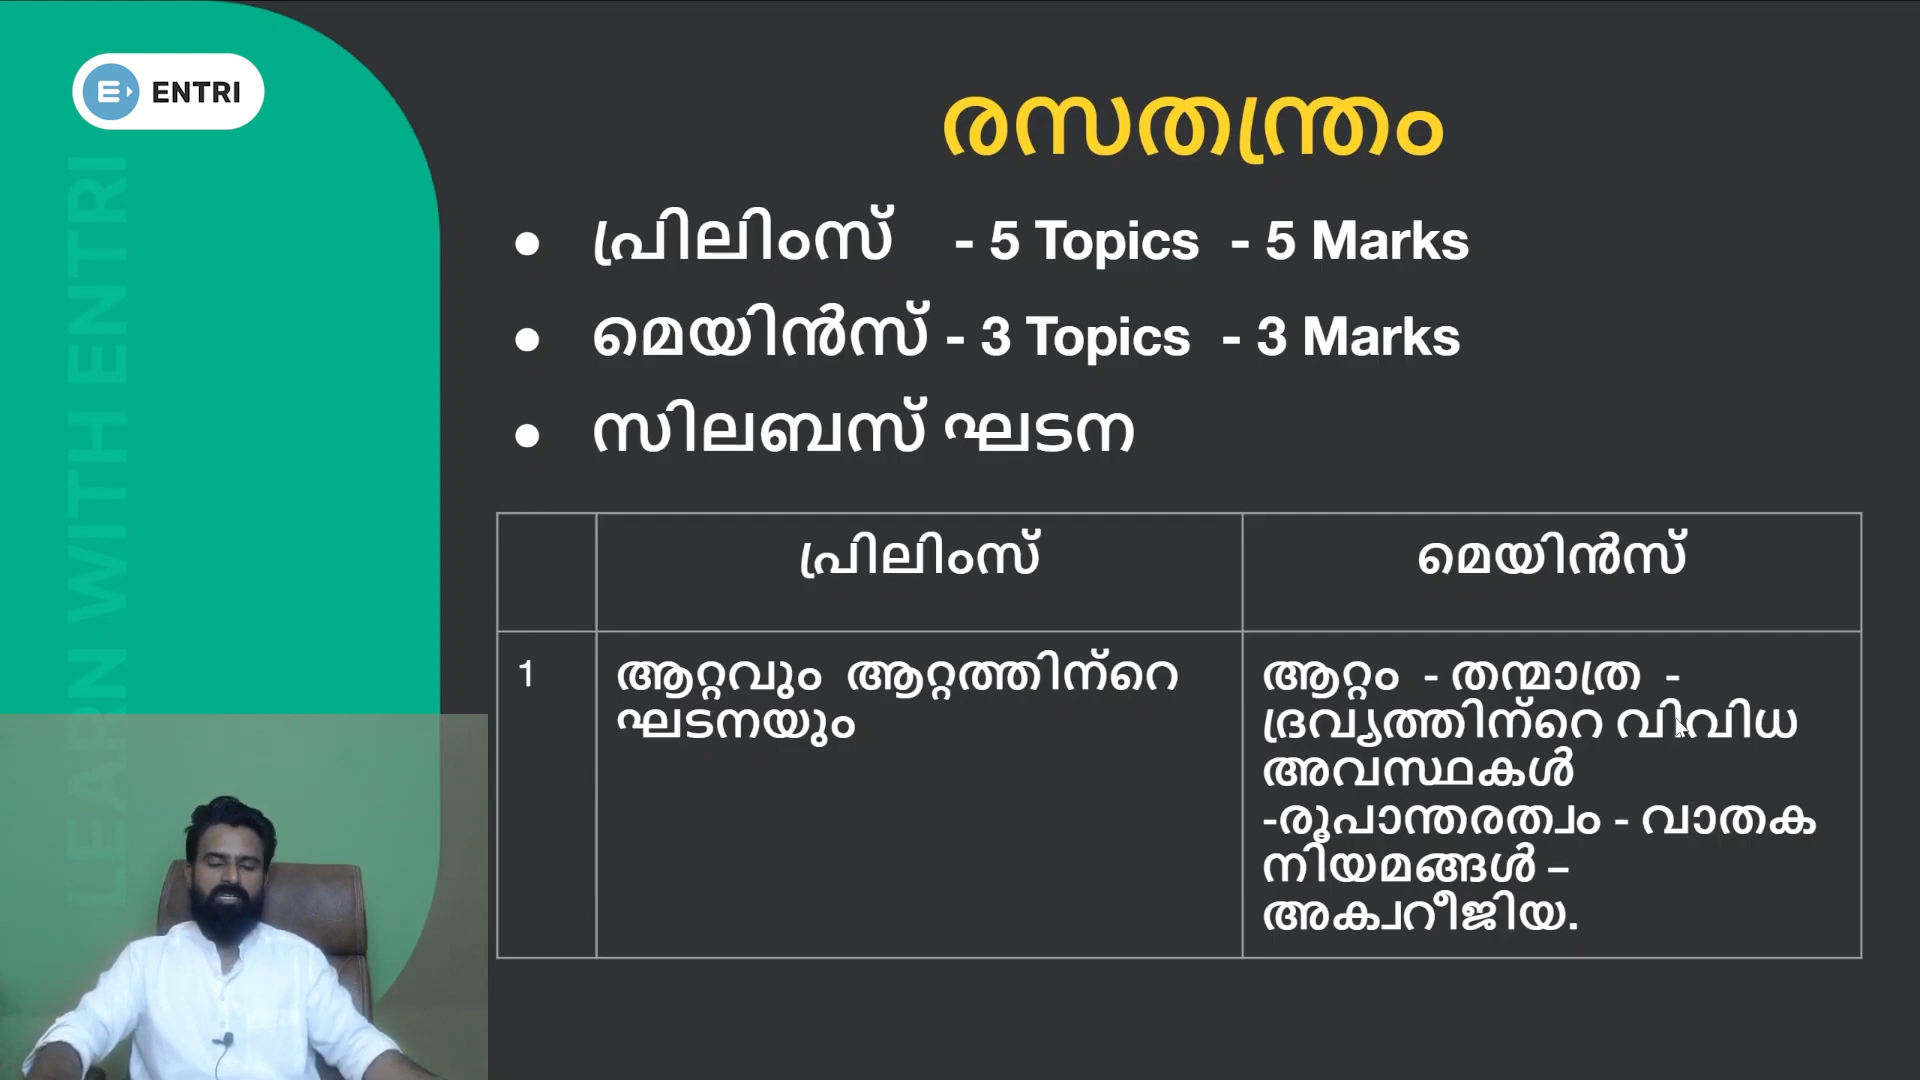 ENTRI
LEARN WITH ENTRI
രസതന്ത്രം
● പ്രിലിംസ് - 5 Topics - 5 Marks
● മെയിൻസ് - 3 Topics - 3 Marks
● സിലബസ് ഘടന
പ്രിലിംസ്
മെയിൻസ്
1
ആറ്റവും ആറ്റത്തിന്റെ
ഘടനയും
ആറ്റം - തന്മാത്ര -
ദ്രവ്യത്തിന്റെ വിവിധ
അവസ്ഥകൾ
-രൂപാന്തരത്വം - വാതക
നിയമങ്ങൾ –
അക്വറീജിയ.